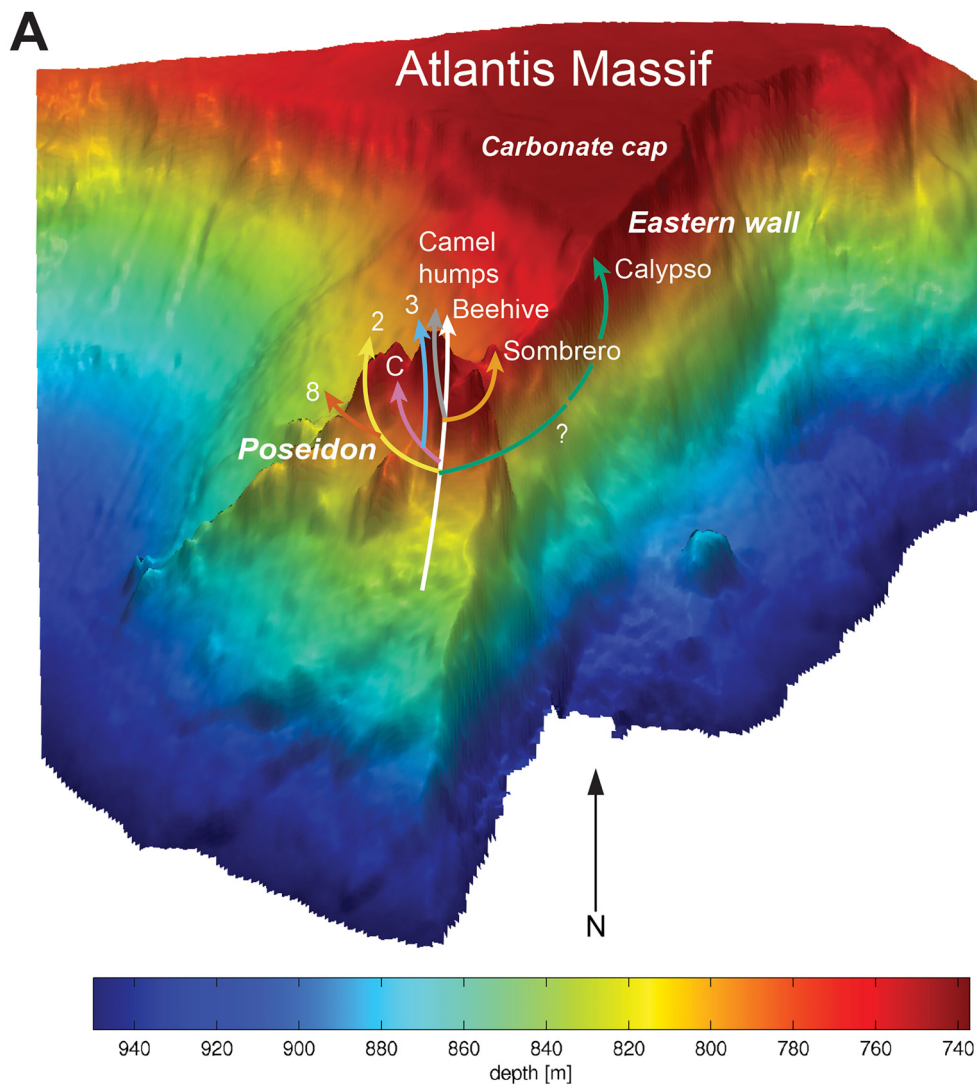 A
Atlantis Massif
Carbonate cap
Eastern wall
Camel
humps
Calypso
3
Beehive
2
Sombrero
C
8
?
Poseidon
N
940 920 900 880 860 840 820 800 780 760 740
depth [m]